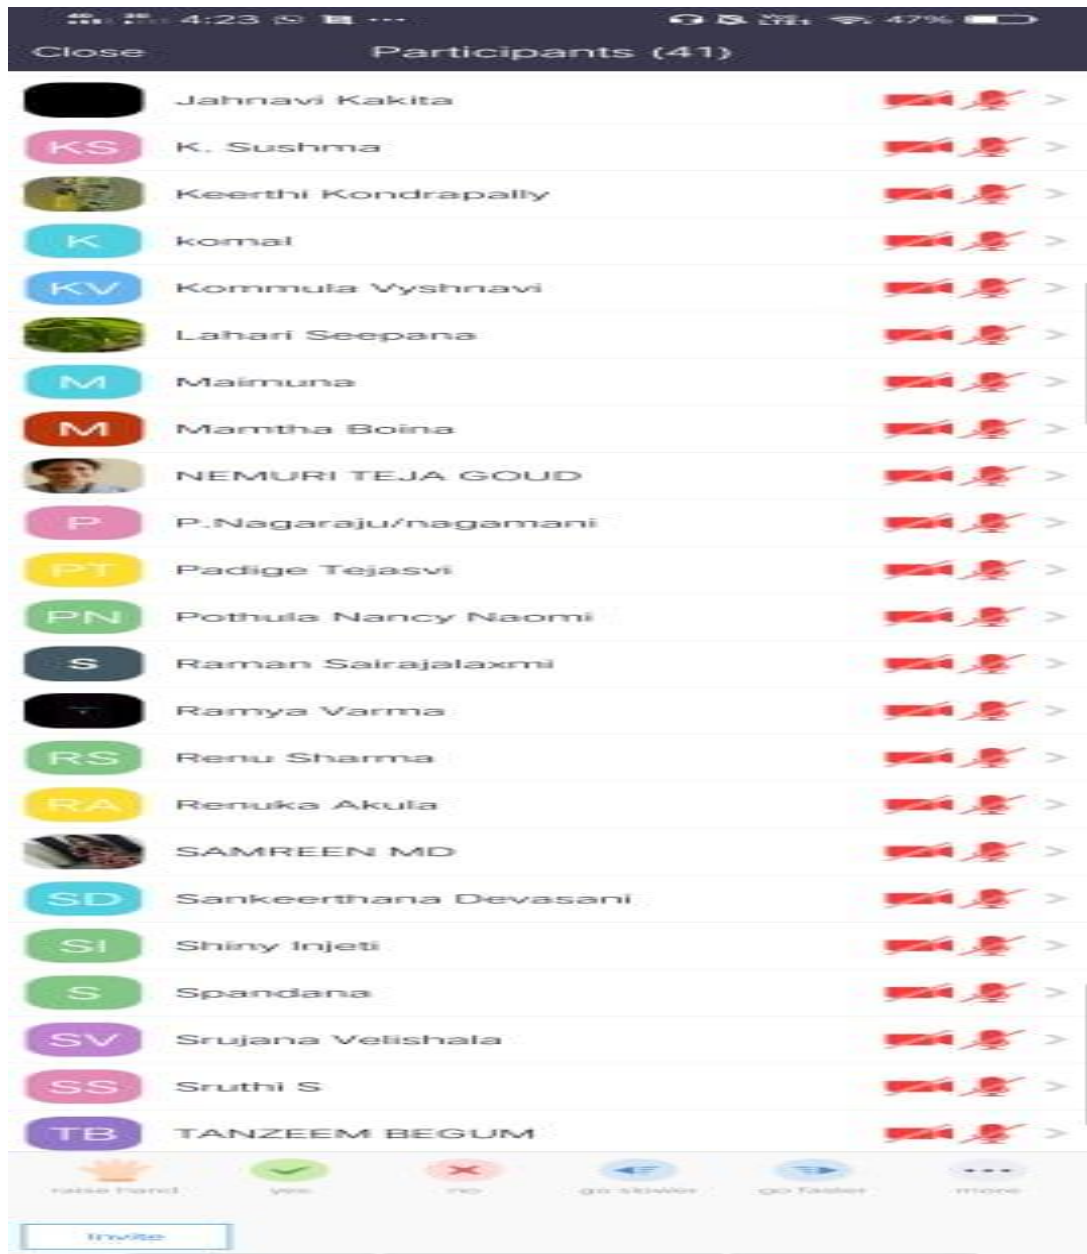 4:23 47%
Close Participants (41)
Jahnavi Kakita
KS K. Sushma
Keerthi Kondrapally
K komal
KV Kommula Vyshnavi
Lahari Seepana
M Maimuna
M Mamtha Boina
NEMURI TEJA GOUD
P P.Nagaraju/nagamani
PT Padige Tejasvi
PN Pothula Nancy Naomi
S Raman Sairajalaxmi
Ramya Varma
RS Renu Sharma
RA Renuka Akula
SAMREEN MD
SD Sankeerthana Devasani
SI Shiny Injeti
S Spandana
SV Srujana Velishala
SS Sruthi S
TB TANZEEM BEGUM
raise hand yes no go slower go faster more
Invite